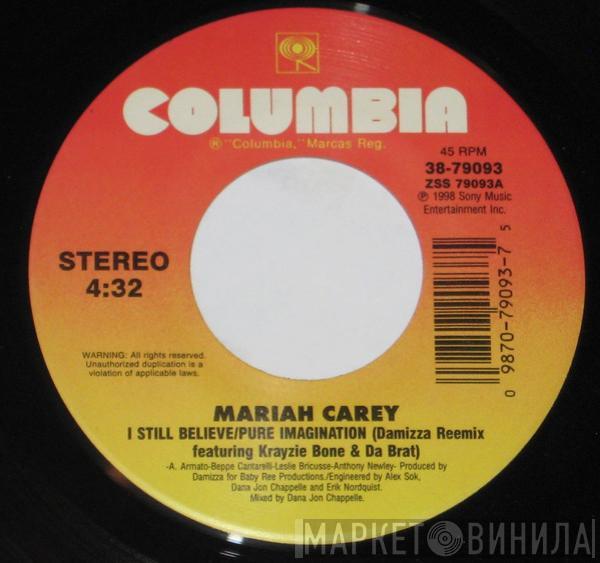 COLUMBIA
® "Columbia," Marcas Reg.
45 RPM
38-79093
ZSS 79093A
℗ 1998 Sony Music
Entertainment Inc.
STEREO
4:32
0 9870-79093-7 5
WARNING: All rights reserved.
Unauthorized duplication is a
violation of applicable laws.
MARIAH CAREY
I STILL BELIEVE/PURE IMAGINATION (Damizza Reemix
featuring Krayzie Bone & Da Brat)
-A. Armato-Beppe Cantarelli-Leslie Bricusse-Anthony Newley- Produced by
Damizza for Baby Ree Productions./Engineered by Alex Sok,
Dana Jon Chappelle and Erik Nordquist.
Mixed by Dana Jon Chappelle.
МАРКЕТ ВИНИЛА